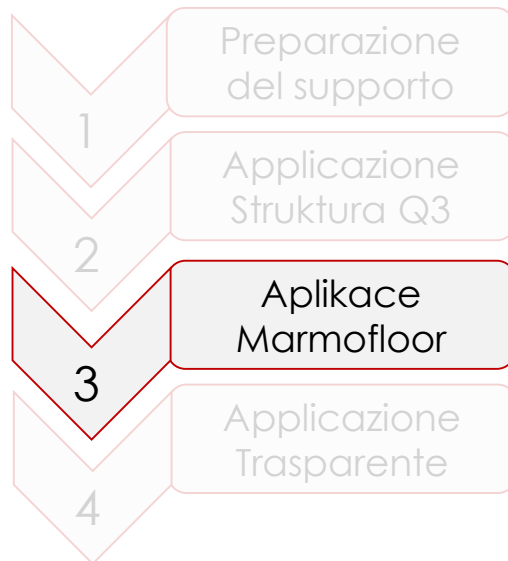 1
Preparazione
del supporto
2
Applicazione
Struktura Q3
3
Aplikace
Marmofloor
4
Applicazione
Trasparente